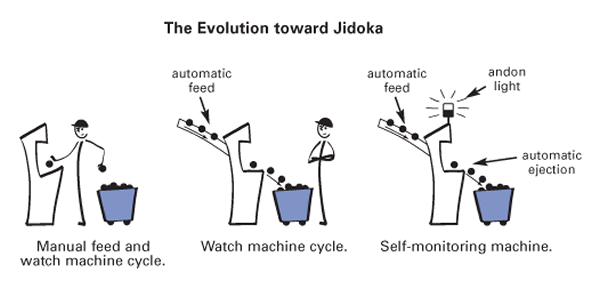 The Evolution toward Jidoka
automatic
feed
automatic
feed
andon
light
automatic
ejection
Manual feed and
watch machine cycle.
Watch machine cycle.
Self-monitoring machine.